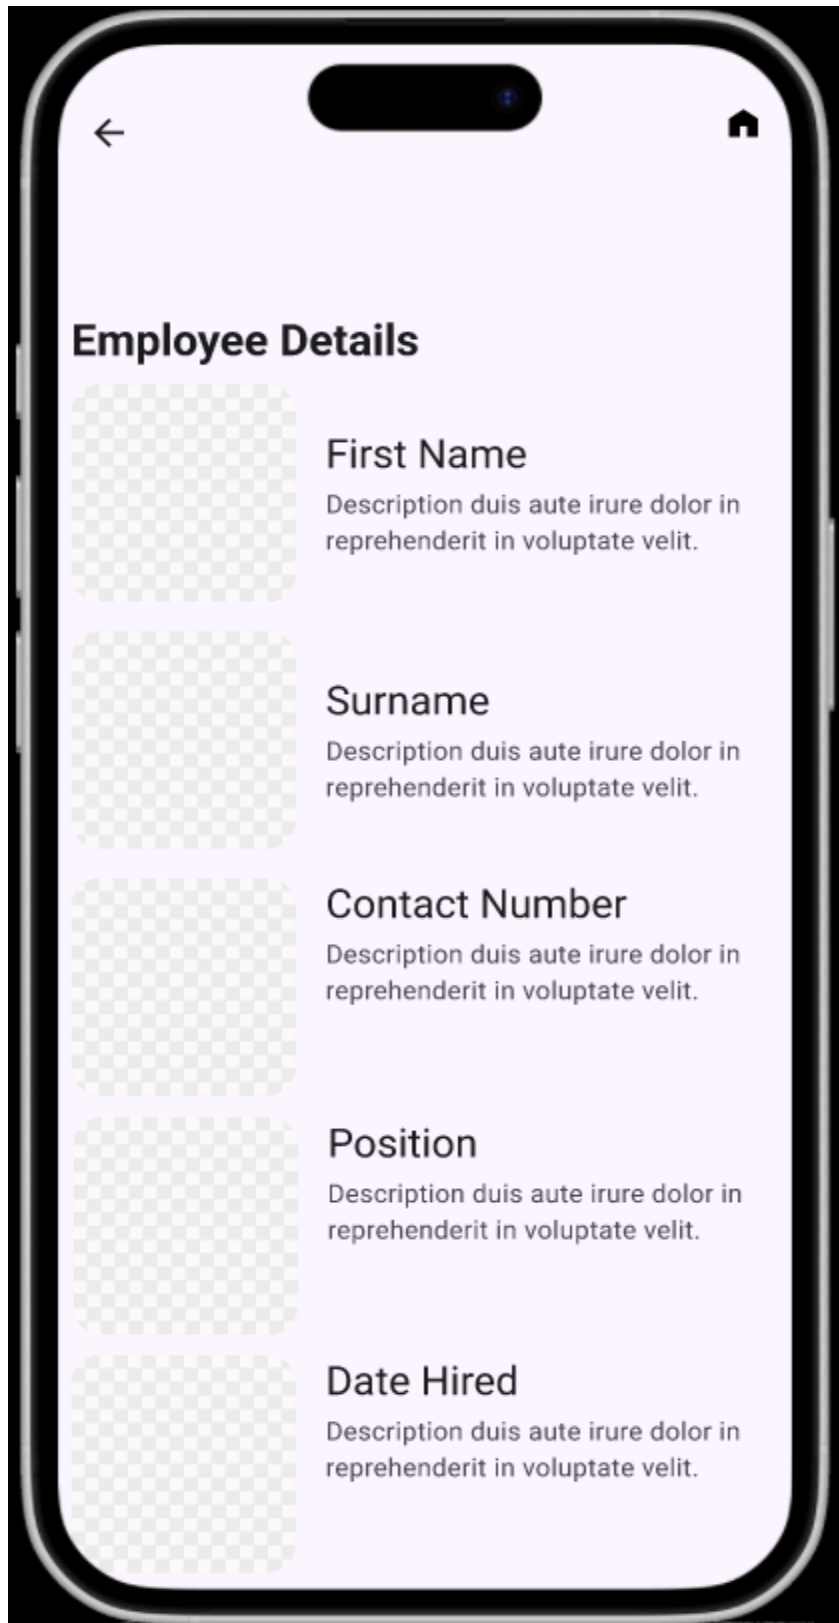 Employee Details
First Name
Description duis aute irure dolor in
reprehenderit in voluptate velit.
Surname
Description duis aute irure dolor in
reprehenderit in voluptate velit.
Contact Number
Description duis aute irure dolor in
reprehenderit in voluptate velit.
Position
Description duis aute irure dolor in
reprehenderit in voluptate velit.
Date Hired
Description duis aute irure dolor in
reprehenderit in voluptate velit.